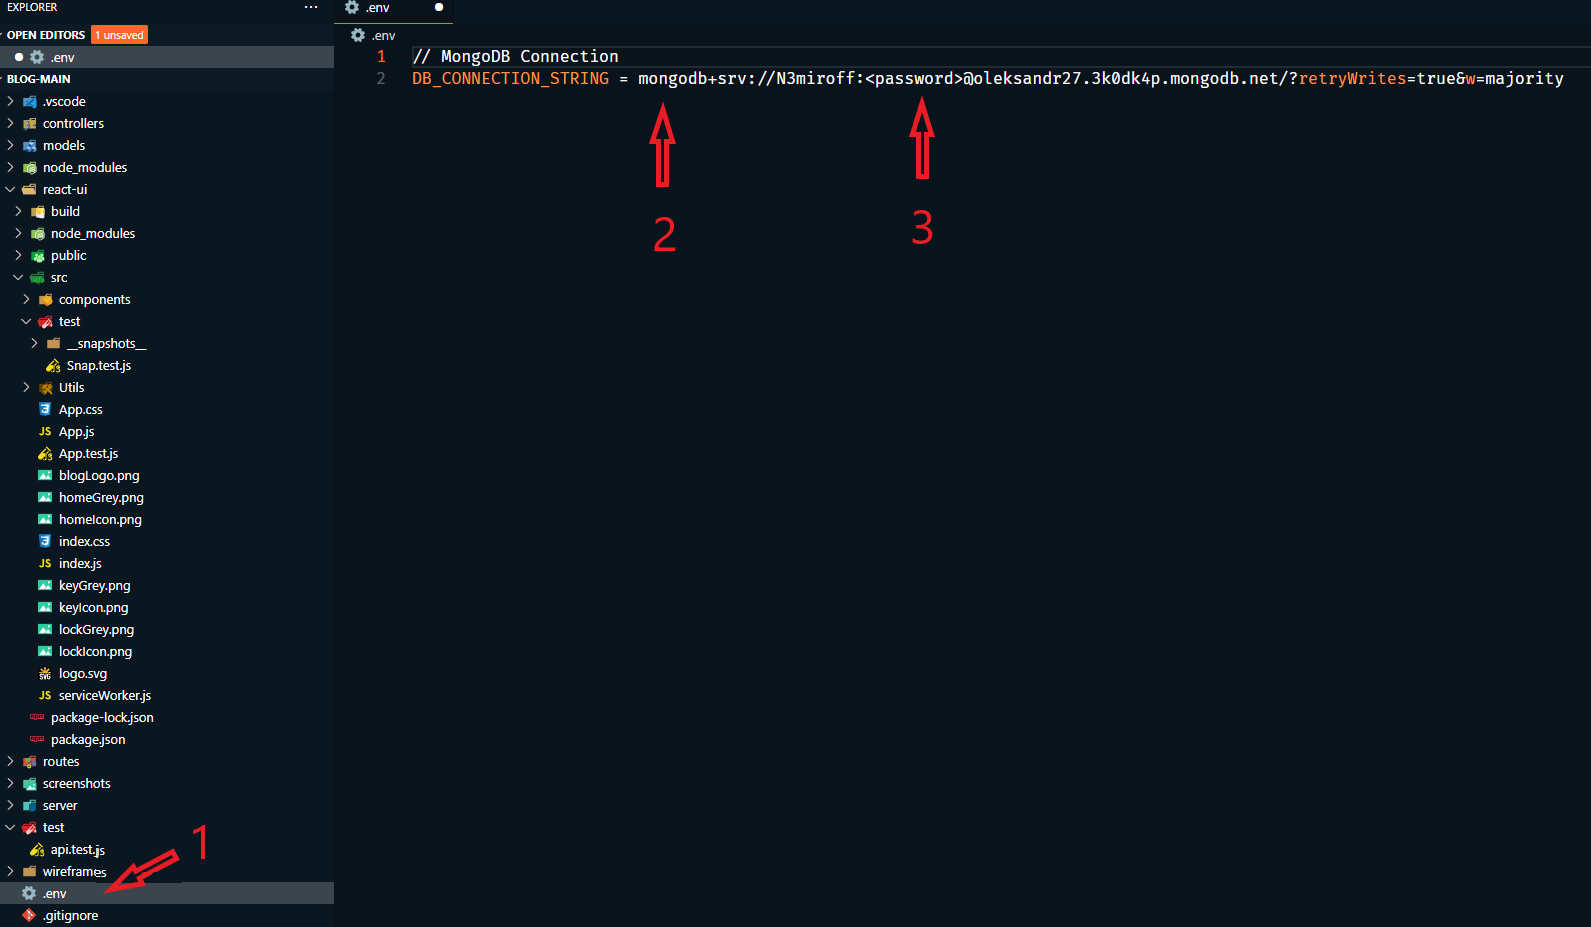 EXPLORER
OPEN EDITORS 1 unsaved
.env
BLOG-MAIN
.vscode
controllers
models
node_modules
react-ui
build
node_modules
public
src
components
test
__snapshots__
Snap.test.js
Utils
App.css
App.js
App.test.js
blogLogo.png
homeGrey.png
homeIcon.png
index.css
index.js
keyGrey.png
keyIcon.png
lockGrey.png
lockIcon.png
logo.svg
serviceWorker.js
package-lock.json
package.json
routes
screenshots
server
test
api.test.js
wireframes
.env
.gitignore
1
.env
.env
1 // MongoDB Connection
2 DB_CONNECTION_STRING = mongodb+srv://N3miroff:<password>@oleksandr27.3k0dk4p.mongodb.net/?retryWrites=true&w=majority
2
3